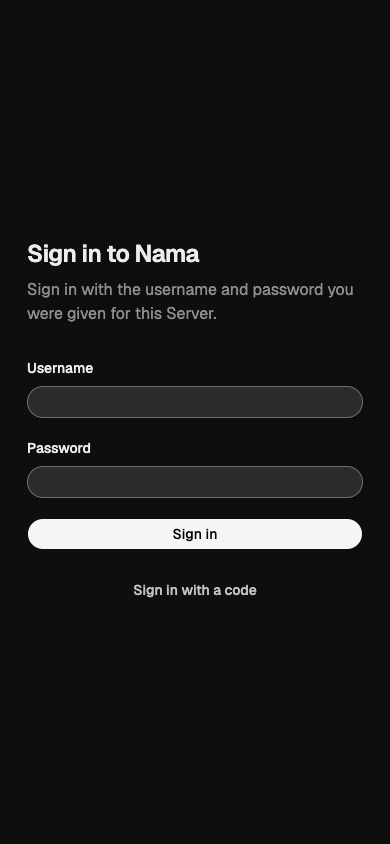 Sign in to Nama
Sign in with the username and password you
were given for this Server.
Username
Password
Sign in
Sign in with a code